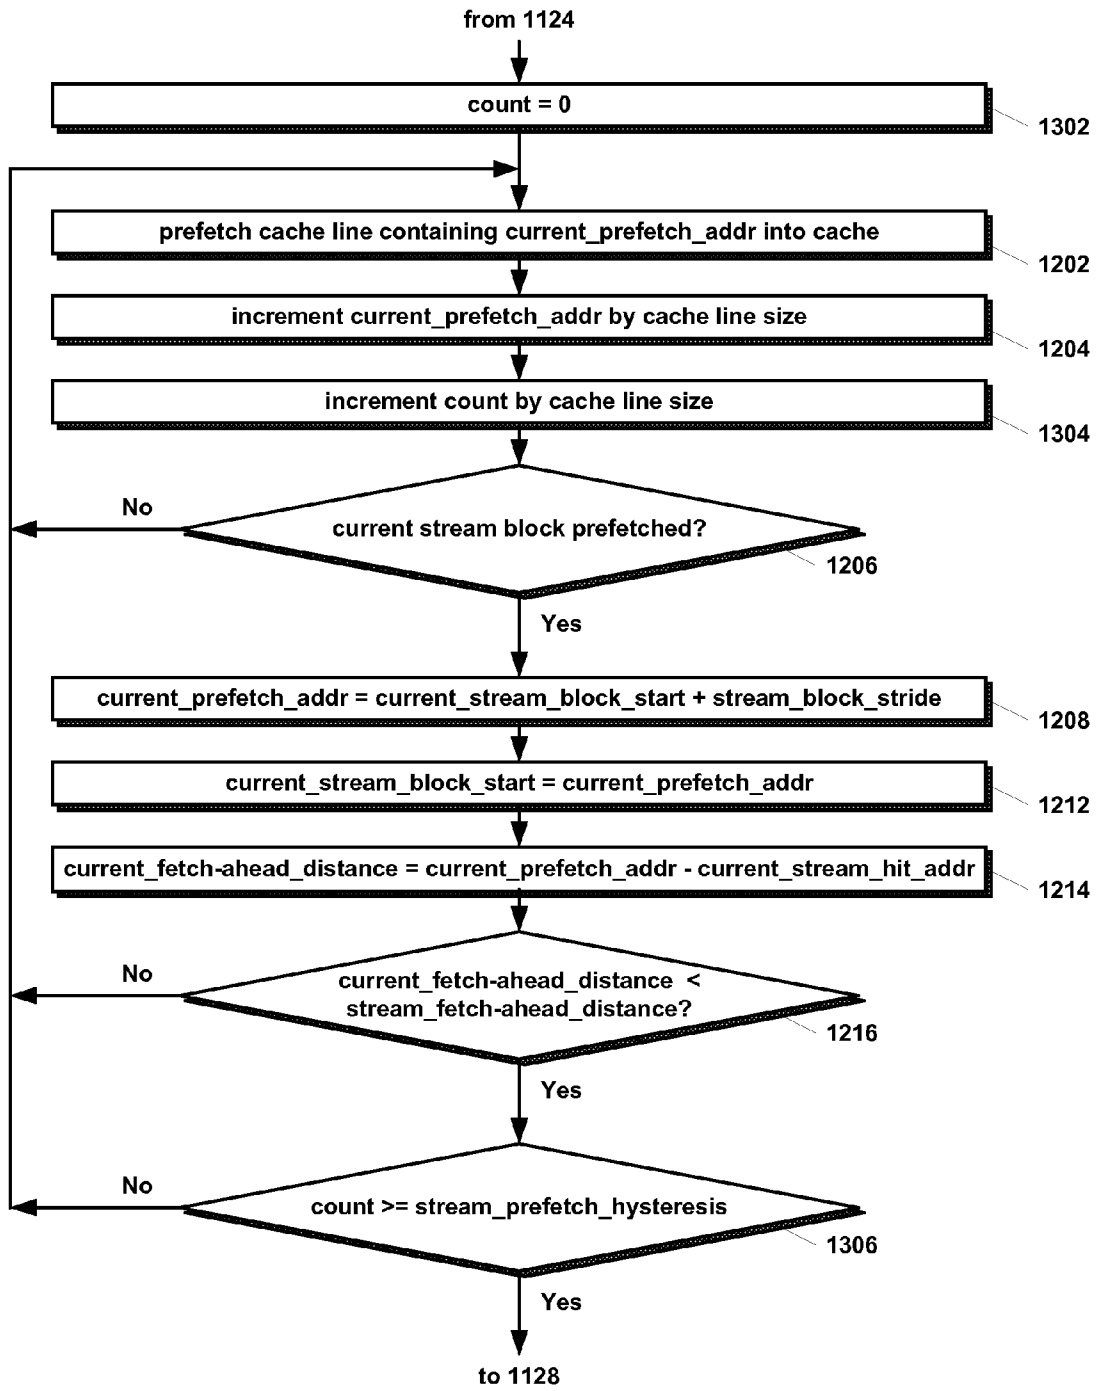 from 1124
count = 0
1302
prefetch cache line containing current_prefetch_addr into cache
1202
increment current_prefetch_addr by cache line size
1204
increment count by cache line size
1304
No
current stream block prefetched?
1206
Yes
current_prefetch_addr = current_stream_block_start + stream_block_stride
1208
current_stream_block_start = current_prefetch_addr
1212
current_fetch-ahead_distance = current_prefetch_addr - current_stream_hit_addr
1214
No
current_fetch-ahead_distance <
stream_fetch-ahead_distance?
1216
Yes
No
count >= stream_prefetch_hysteresis
1306
Yes
to 1128